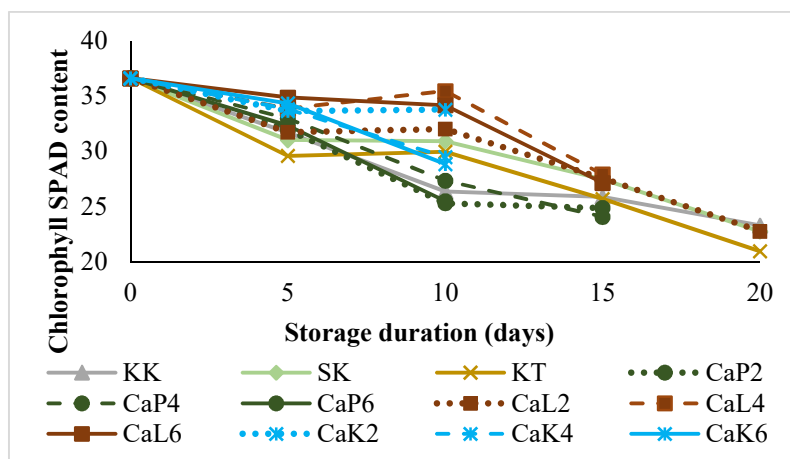 40
35
30
25
20
Chlorophyll SPAD content
0 5 10 15 20
Storage duration (days)
KK SK KT CaP2
CaP4 CaP6 CaL2 CaL4
CaL6 CaK2 CaK4 CaK6